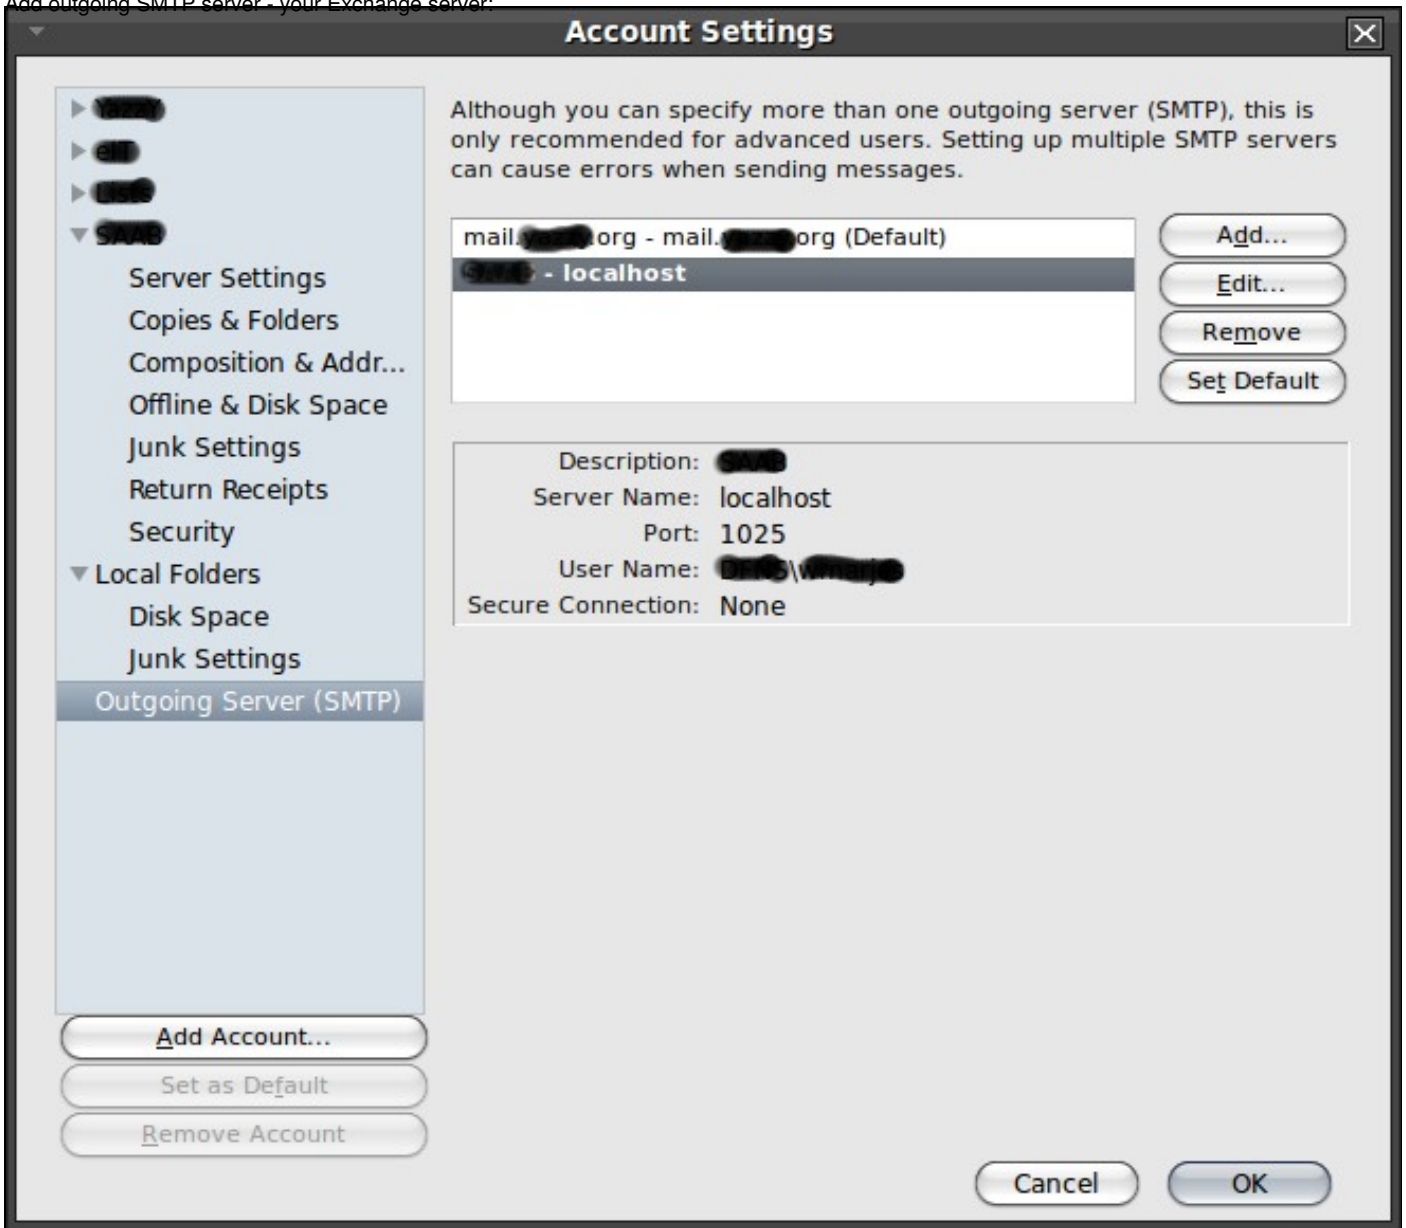 Add outgoing SMTP server - your Exchange server:
Account Settings
Although you can specify more than one outgoing server (SMTP), this is
only recommended for advanced users. Setting up multiple SMTP servers
can cause errors when sending messages.
Server Settings
Copies & Folders
Composition & Addr...
Offline & Disk Space
Junk Settings
Return Receipts
Security
Local Folders
Disk Space
Junk Settings
Outgoing Server (SMTP)
Add Account...
Set as Default
Remove Account
mail. .org - mail. .org (Default)
- localhost
Add...
Edit...
Remove
Set Default
Description:
Server Name: localhost
Port: 1025
User Name:
Secure Connection: None
Cancel
OK